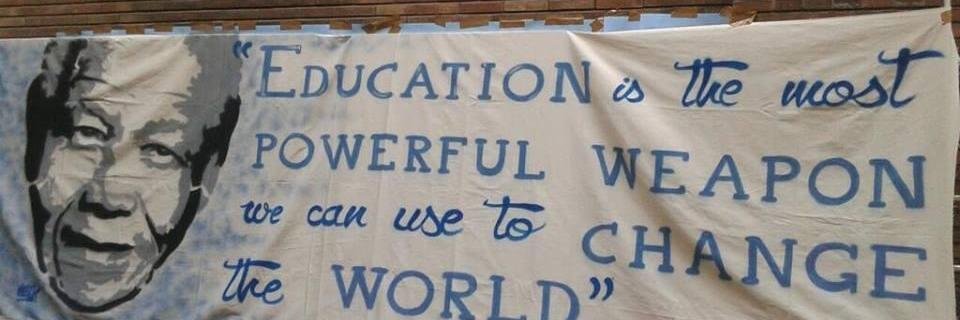 “EDUCATION is the most
POWERFUL WEAPON
we can use to CHANGE
the WORLD”